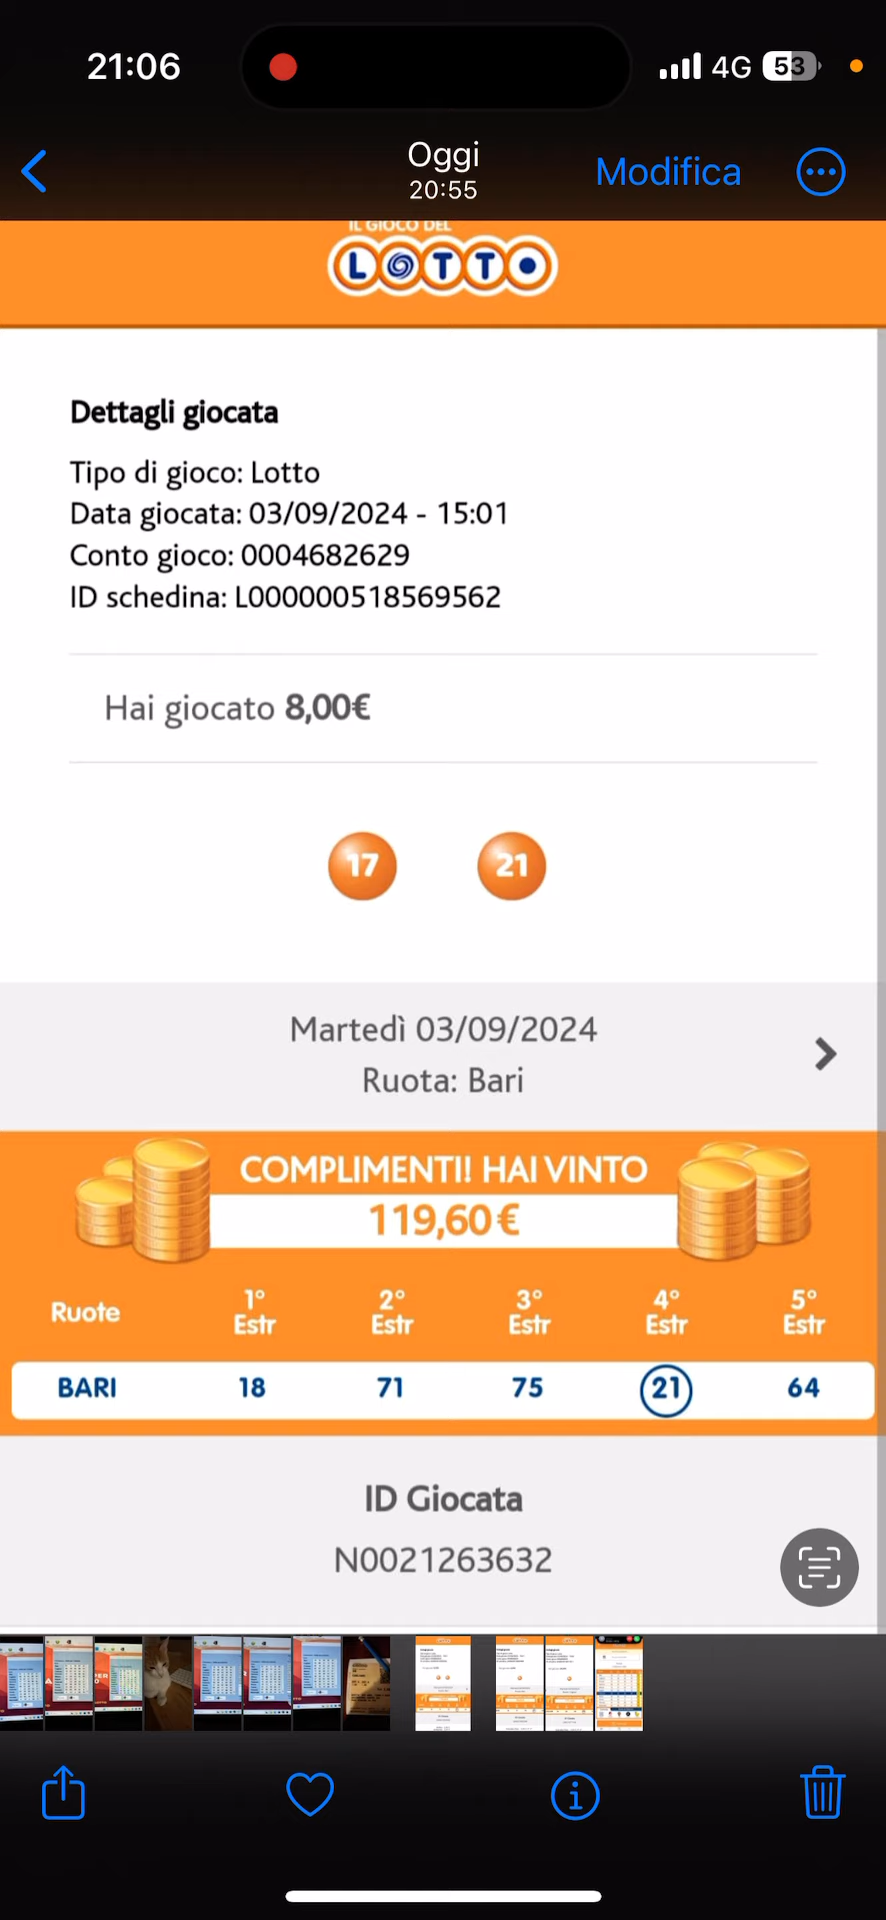 21:06
4G 53
Oggi
20:55
Modifica
IL GIOCO DEL
LOTTO
Dettagli giocata
Tipo di gioco: Lotto
Data giocata: 03/09/2024 - 15:01
Conto gioco: 0004682629
ID schedina: L000000518569562
Hai giocato 8,00€
17 21
Martedì 03/09/2024
Ruota: Bari
COMPLIMENTI! HAI VINTO
119,60€
Ruote 1° Estr 2° Estr 3° Estr 4° Estr 5° Estr
BARI 18 71 75 21 64
ID Giocata
N0021263632